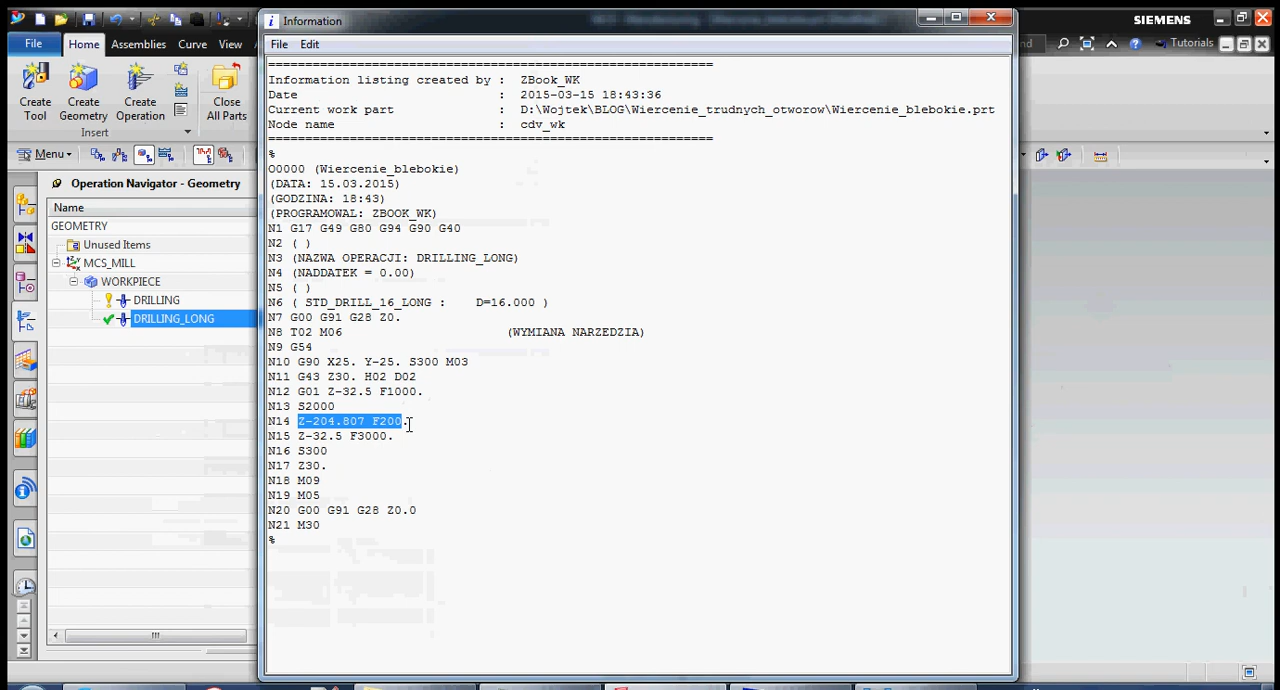 Information
SIEMENS
File Home Assemblies Curve View
File Edit
nd
Tutorials
Create Tool
Create Geometry
Create Operation
Close All Parts
Insert
Menu
Operation Navigator - Geometry
Name
GEOMETRY
Unused Items
MCS_MILL
WORKPIECE
DRILLING
DRILLING_LONG
============================================================
Information listing created by : ZBook_WK
Date : 2015-03-15 18:43:36
Current work part : D:\Wojtek\BLOG\Wiercenie_trudnych_otworow\Wiercenie_blebokie.prt
Node name : cdv_wk
============================================================
%
O0000 (Wiercenie_blebokie)
(DATA: 15.03.2015)
(GODZINA: 18:43)
(PROGRAMOWAL: ZBOOK_WK)
N1 G17 G49 G80 G94 G90 G40
N2 ( )
N3 (NAZWA OPERACJI: DRILLING_LONG)
N4 (NADDATEK = 0.00)
N5 ( )
N6 ( STD_DRILL_16_LONG : D=16.000 )
N7 G00 G91 G28 Z0.
N8 T02 M06 (WYMIANA NARZEDZIA)
N9 G54
N10 G90 X25. Y-25. S300 M03
N11 G43 Z30. H02 D02
N12 G01 Z-32.5 F1000.
N13 S2000
N14 Z-204.807 F200.
N15 Z-32.5 F3000.
N16 S300
N17 Z30.
N18 M09
N19 M05
N20 G00 G91 G28 Z0.0
N21 M30
%